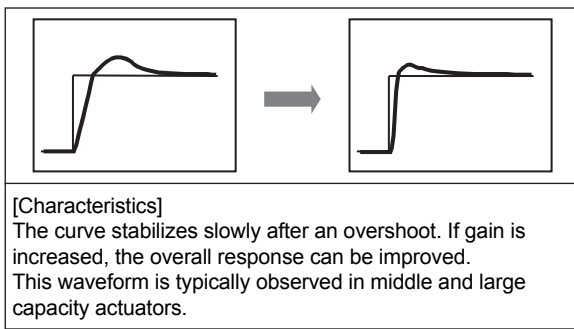 [Characteristics]
The curve stabilizes slowly after an overshoot. If gain is
increased, the overall response can be improved.
This waveform is typically observed in middle and large
capacity actuators.